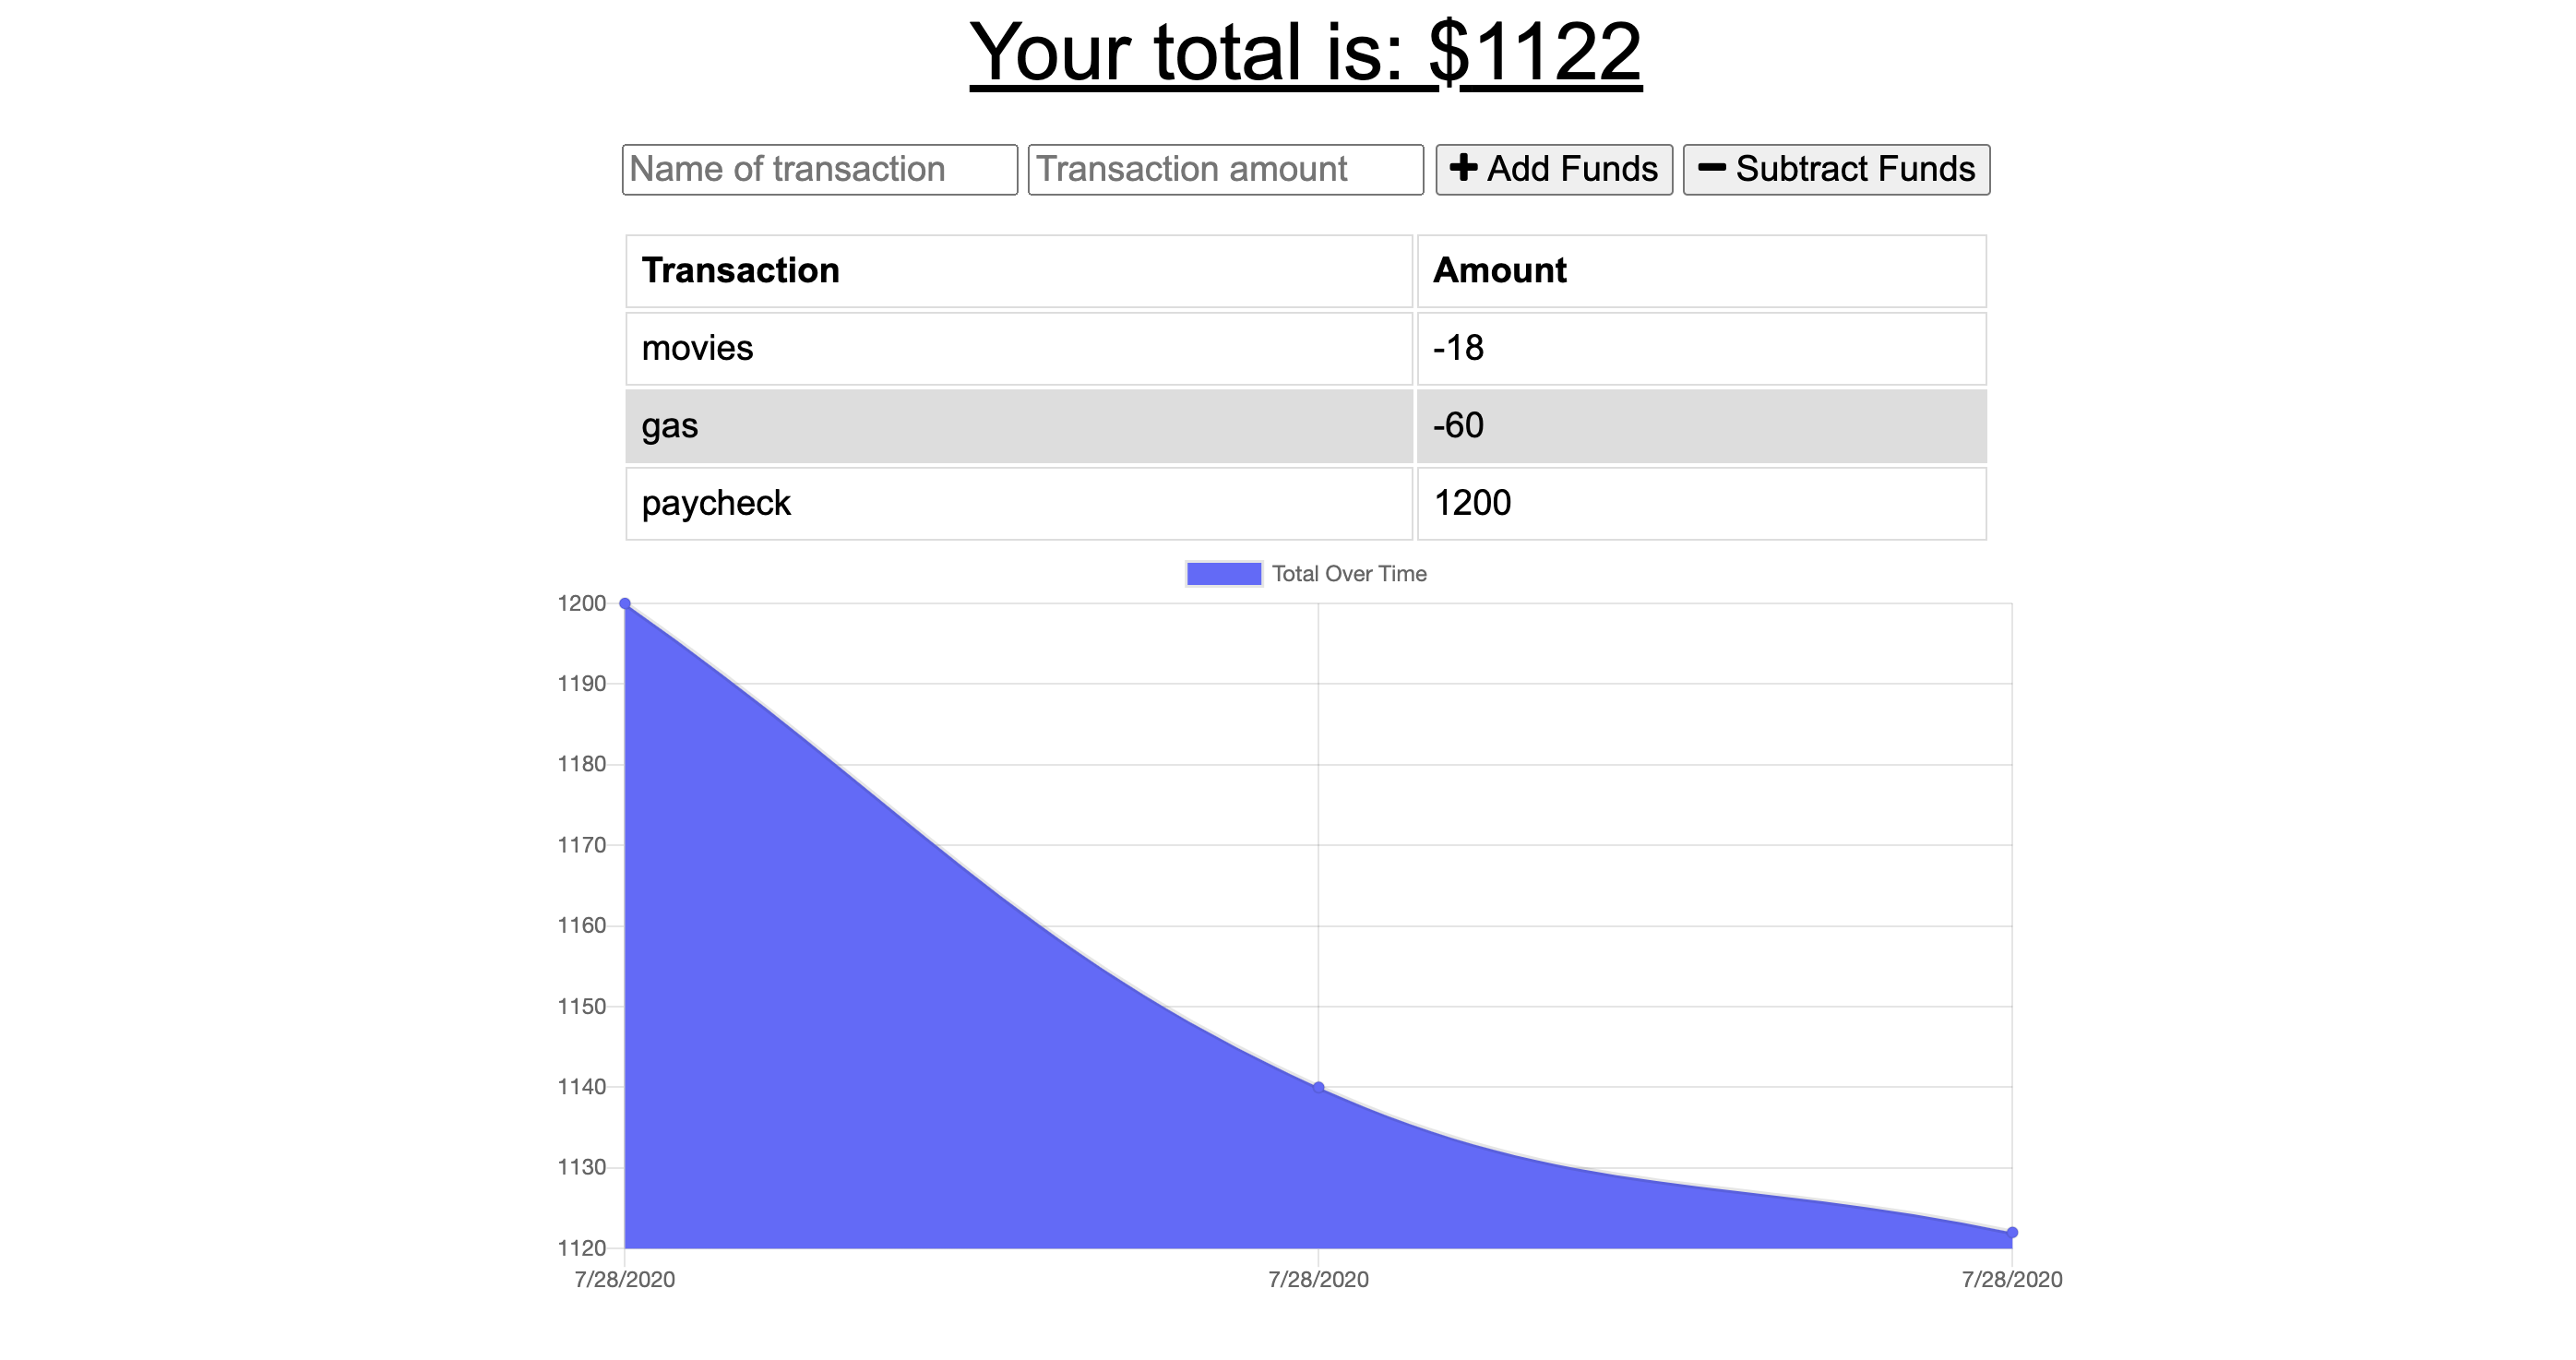 Your total is: $1122
Name of transaction Transaction amount + Add Funds − Subtract Funds
Transaction Amount
movies -18
gas -60
paycheck 1200
Total Over Time
1200
1190
1180
1170
1160
1150
1140
1130
1120
7/28/2020 7/28/2020 7/28/2020